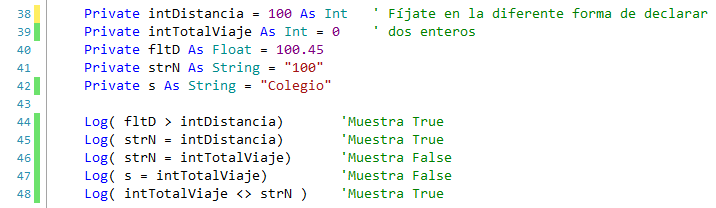 38 Private intDistancia = 100 As Int ' Fíjate en la diferente forma de declarar
39 Private intTotalViaje As Int = 0 ' dos enteros
40 Private fltD As Float = 100.45
41 Private strN As String = "100"
42 Private s As String = "Colegio"
43
44 Log( fltD > intDistancia) 'Muestra True
45 Log( strN = intDistancia) 'Muestra True
46 Log( strN = intTotalViaje) 'Muestra False
47 Log( s = intTotalViaje) 'Muestra False
48 Log( intTotalViaje <> strN ) 'Muestra True